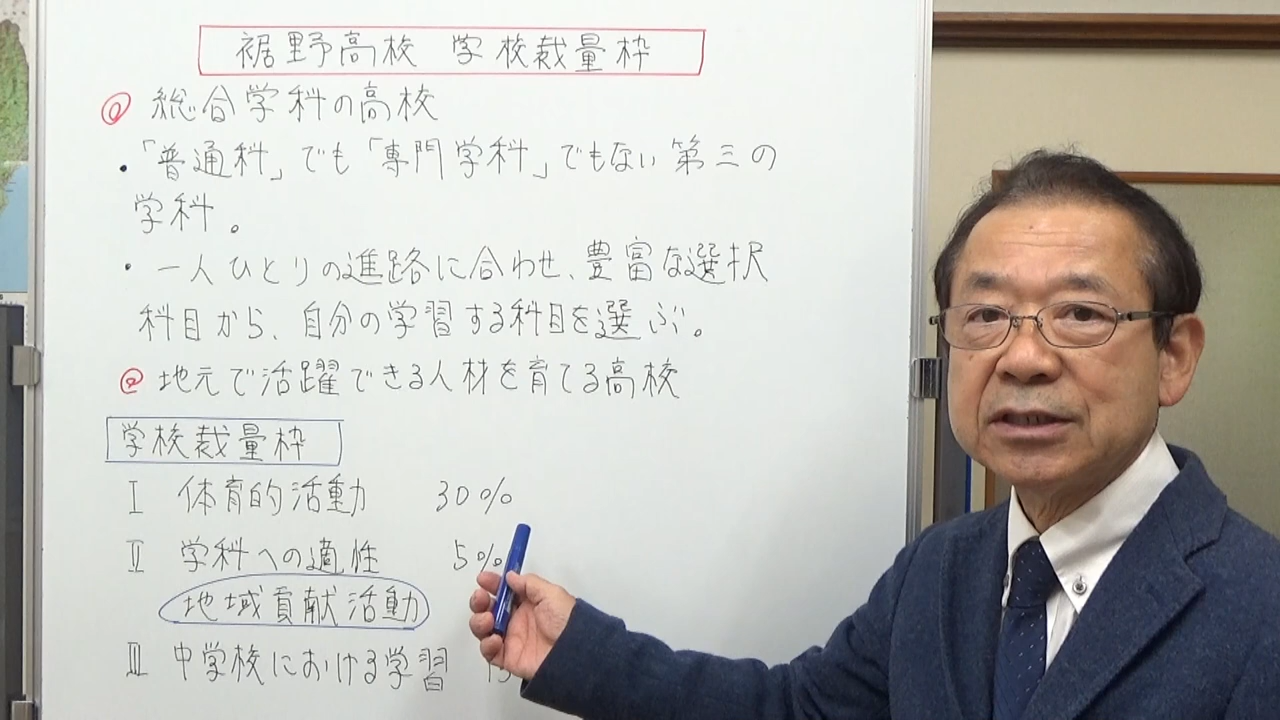 裾野高校 学校裁量枠
@ 総合学科の高校
・「普通科」でも「専門学科」でもない第三の
学科。
・一人ひとりの進路に合わせ、豊富な選択
科目から、自分の学習する科目を選ぶ。
@ 地元で活躍できる人材を育てる高校
学校裁量枠
Ⅰ 体育的活動 30%
Ⅱ 学科への適性 5%
地域貢献活動
Ⅲ 中学校における学習